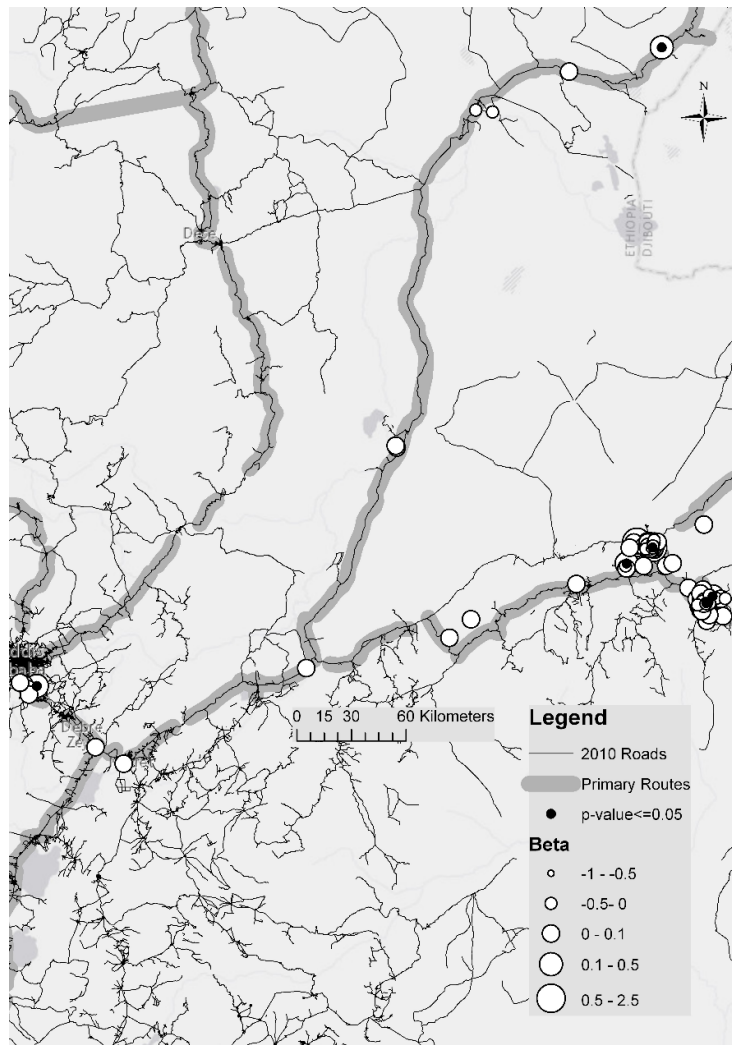 N
ETHIOPIA
DJIBOUTI
0 15 30 60 Kilometers
Legend
2010 Roads
Primary Routes
p-value<=0.05
Beta
-1 - -0.5
-0.5- 0
0 - 0.1
0.1 - 0.5
0.5 - 2.5